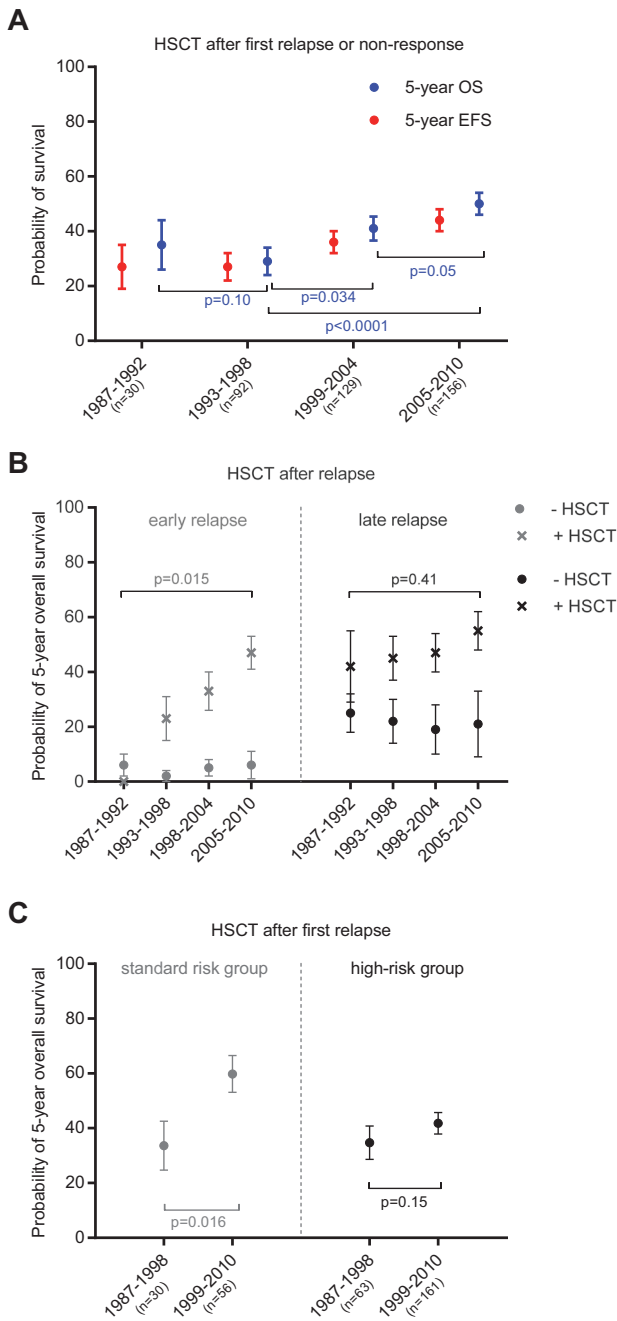 A
HSCT after first relapse or non-response
Probability of survival
100
80
60
40
20
0
5-year OS
5-year EFS
p=0.10
p=0.034
p=0.05
p<0.0001
1987-1992
(n=30)
1993-1998
(n=92)
1999-2004
(n=129)
2005-2010
(n=156)
B
HSCT after relapse
Probability of 5-year overall survival
100
80
60
40
20
0
early relapse
late relapse
p=0.015
p=0.41
- HSCT
+ HSCT
- HSCT
+ HSCT
1987-1992
1993-1998
1998-2004
2005-2010
1987-1992
1993-1998
1998-2004
2005-2010
C
HSCT after first relapse
Probability of 5-year overall survival
100
80
60
40
20
0
standard risk group
high-risk group
p=0.016
p=0.15
1987-1998
(n=30)
1999-2010
(n=56)
1987-1998
(n=63)
1999-2010
(n=161)